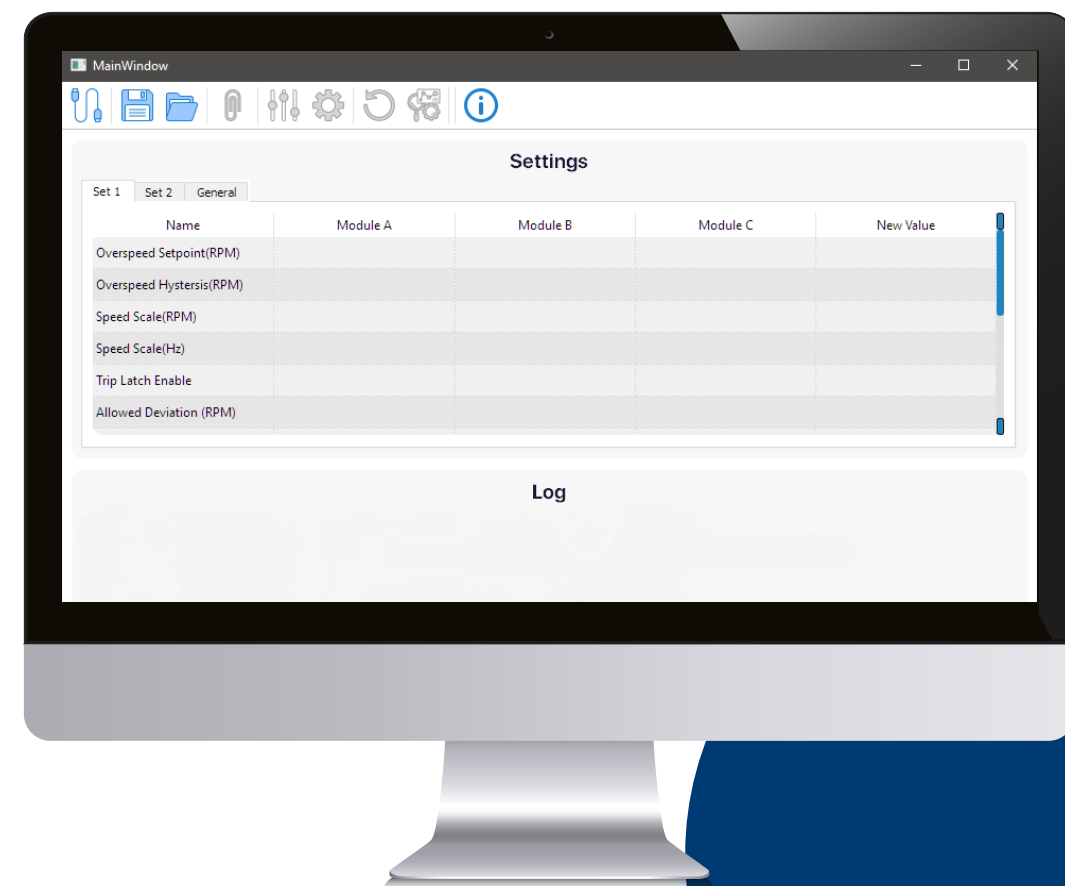 MainWindow
Settings
Set 1 Set 2 General
Name Module A Module B Module C New Value
Overspeed Setpoint(RPM)
Overspeed Hystersis(RPM)
Speed Scale(RPM)
Speed Scale(Hz)
Trip Latch Enable
Allowed Deviation (RPM)
Log